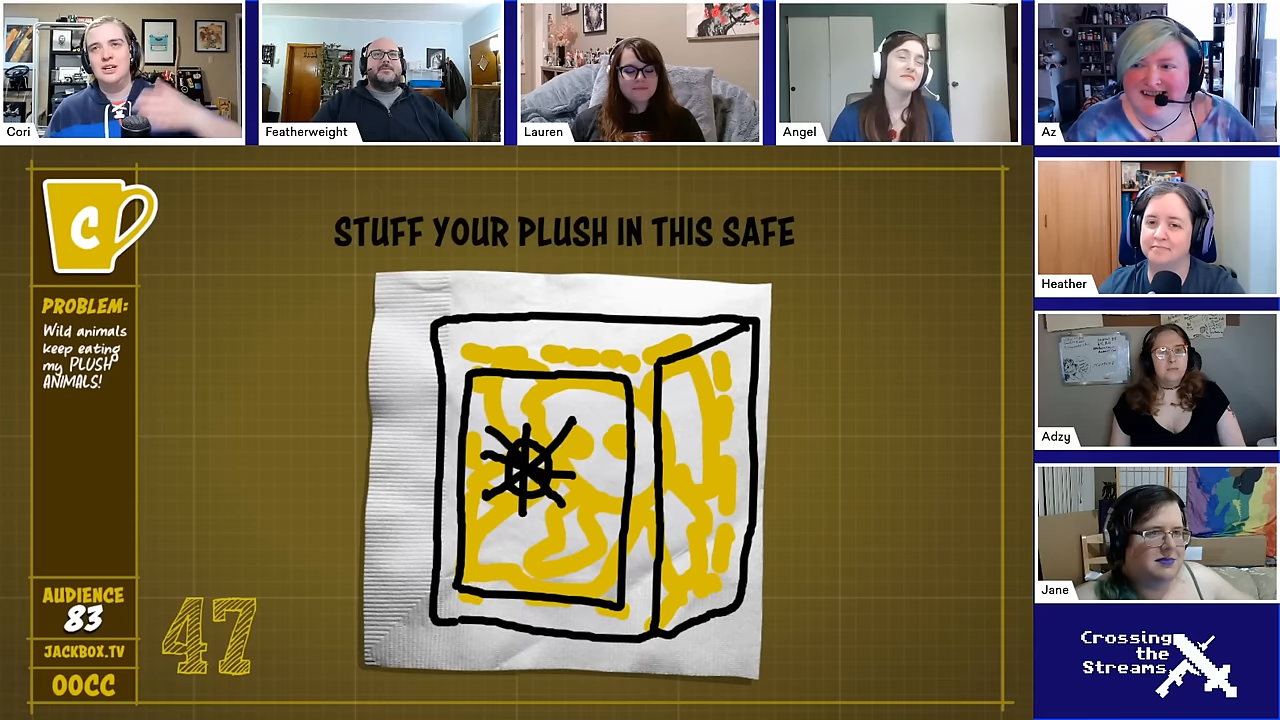 Cori
Featherweight
Lauren
Angel
Az
C
STUFF YOUR PLUSH IN THIS SAFE
PROBLEM:
Wild animals
keep eating
my PLUSH
ANIMALS!
AUDIENCE
83
JACKBOX.TV
OOCC
47
Heather
Adzy
Jane
Crossing
the
Streams